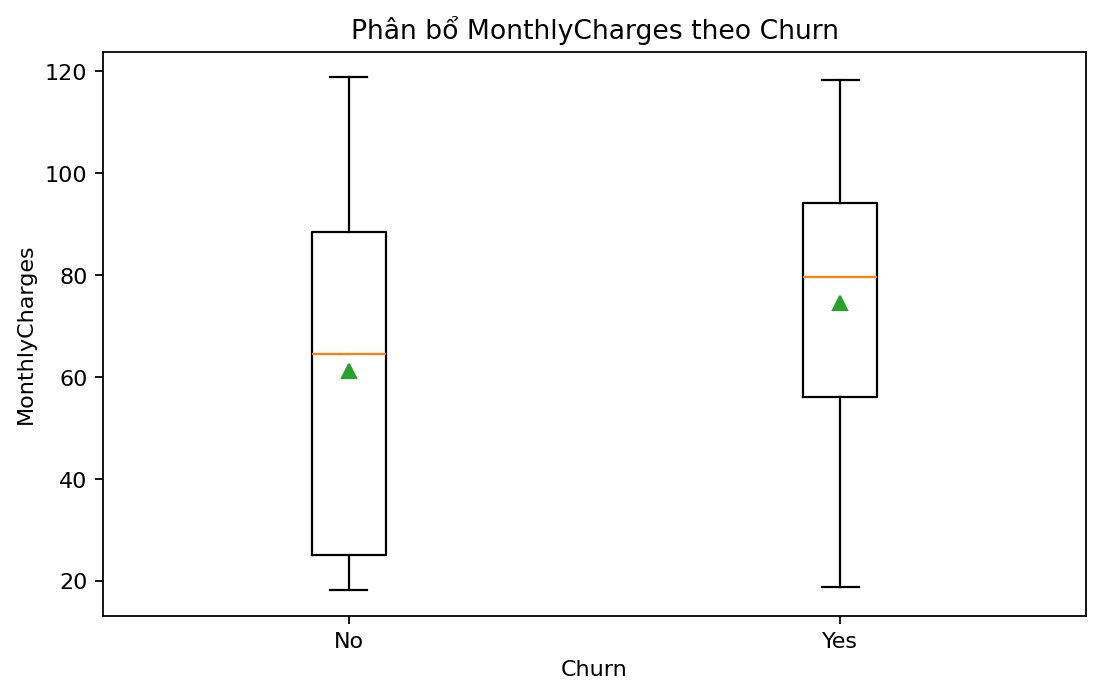 Phân bổ MonthlyCharges theo Churn
MonthlyCharges
120
100
80
60
40
20
No
Yes
Churn